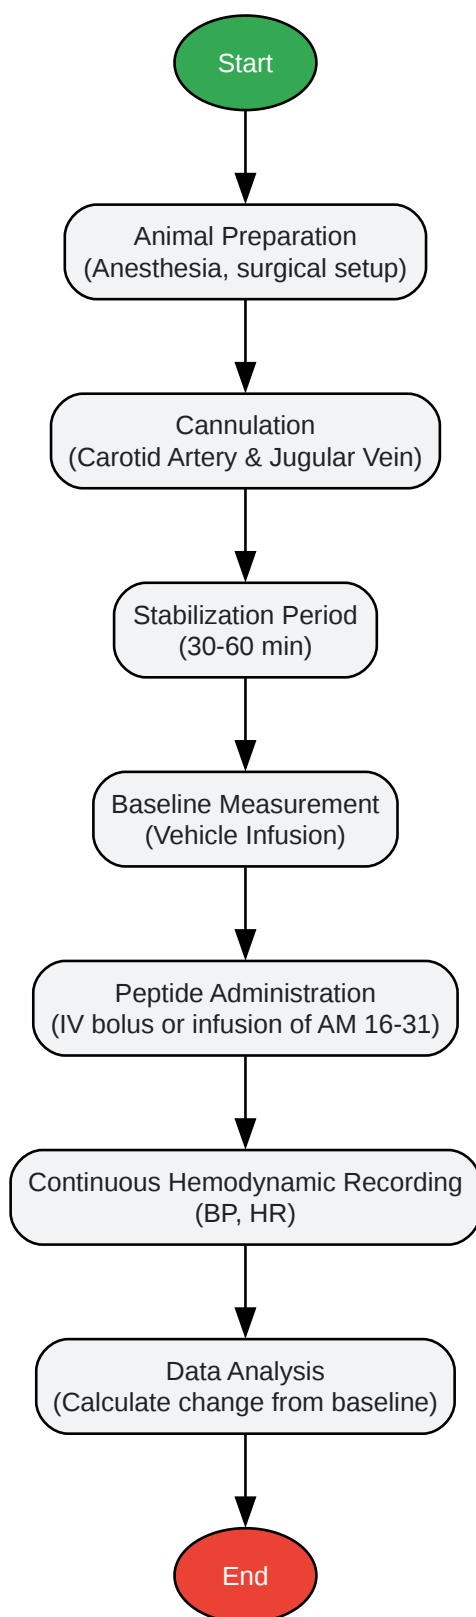 Start
Animal Preparation
(Anesthesia, surgical setup)
Cannulation
(Carotid Artery & Jugular Vein)
Stabilization Period
(30-60 min)
Baseline Measurement
(Vehicle Infusion)
Peptide Administration
(IV bolus or infusion of AM 16-31)
Continuous Hemodynamic Recording
(BP, HR)
Data Analysis
(Calculate change from baseline)
End